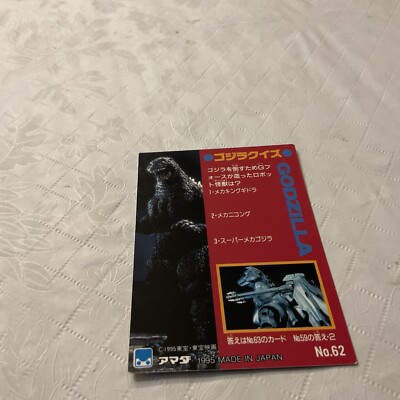 ゴジラクイズ
GODZILLA
ゴジラを倒すためGフ
ォースが造ったロボッ
ト怪獣は?
1・メカキングギドラ
2・メカニコング
3・スーパーメカゴジラ
答えは№63のカード №59の答え・2
©1995東宝・東宝映画
アマダ 1995 MADE IN JAPAN
No.62